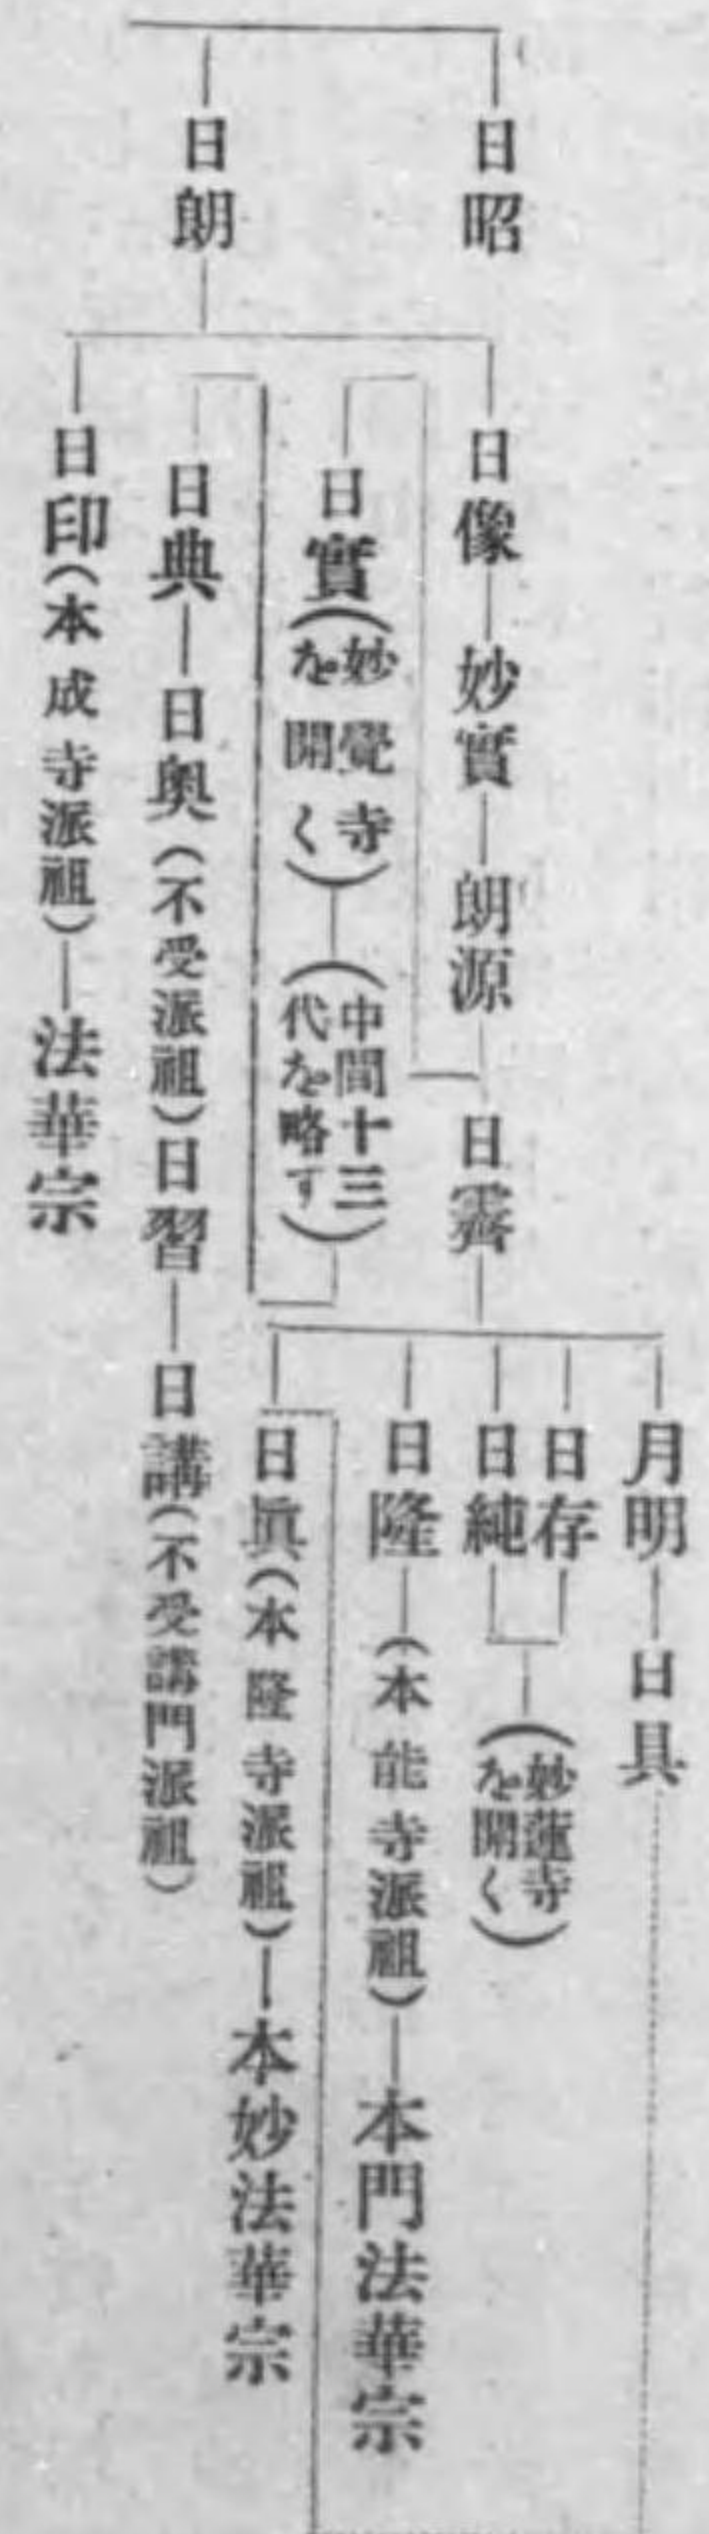 日昭
日朗
日像―妙實―朗源
日霽
月明―日具
日存
日純
(妙蓮寺
を開く)
日隆―(本能寺派祖)―本門法華宗
日眞(本隆寺派祖)―本妙法華宗
日實(妙覺寺
を開く)―(中間十三
代を略す)
日典―日奥(不受派祖)日習―日講(不受講門派祖)
日印(本成寺派祖)―法華宗